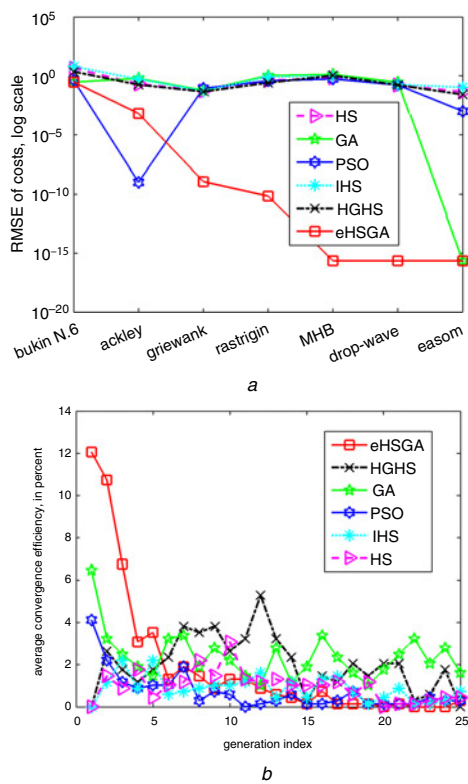 10^5
10^0
10^-5
10^-10
10^-15
10^-20
RMSE of costs, log scale
HS
GA
PSO
IHS
HGHS
eHSGA
bukin N.6
ackley
griewank
rastrigin
MHB
drop-wave
easom
a
14
12
10
8
6
4
2
0
average convergence efficiency, in percent
eHSGA
HGHS
GA
PSO
IHS
HS
0 5 10 15 20 25
generation index
b